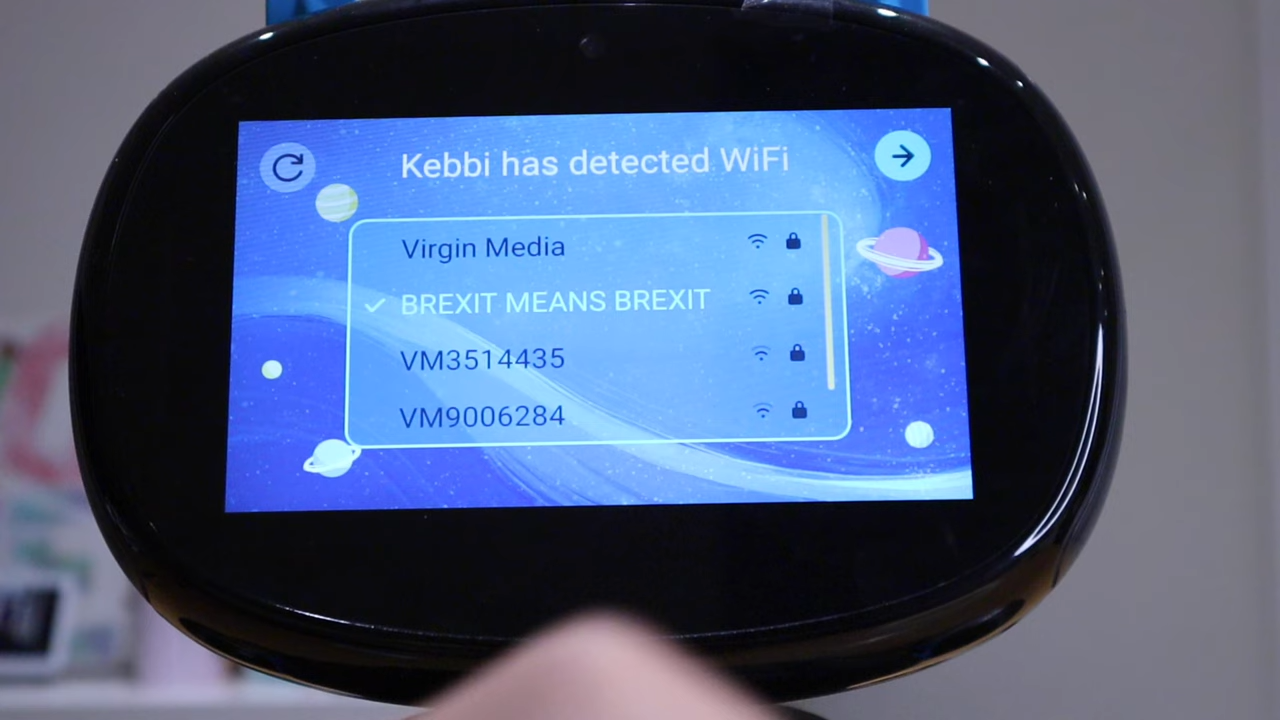 Kebbi has detected WiFi
Virgin Media
BREXIT MEANS BREXIT
VM3514435
VM9006284